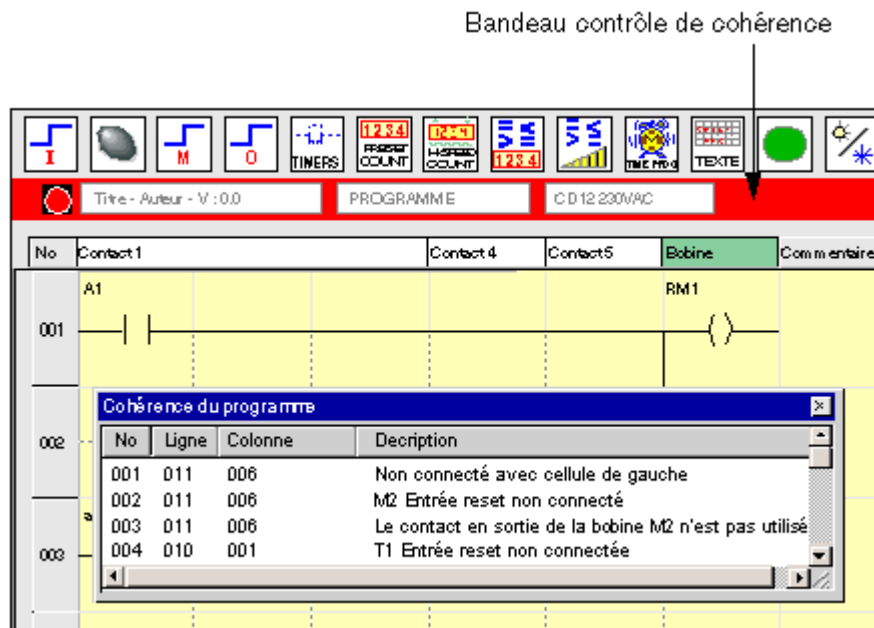 Bandeau contrôle de cohérence
I M O TIMERS 1234 PRESET COUNT H-SPEED COUNT 1234 TIME PROG TEXTE
Titre - Auteur - V : 0.0 PROGRAMME CD12 230VAC
No Contact 1 Contact 4 Contact5 Bobine Commentaire
A1 RM1
001
Cohérence du programme
No Ligne Colonne Decription
001 011 006 Non connecté avec cellule de gauche
002 011 006 M2 Entrée reset non connecté
003 011 006 Le contact en sortie de la bobine M2 n'est pas utilisé
004 010 001 T1 Entrée reset non connectée
002
003